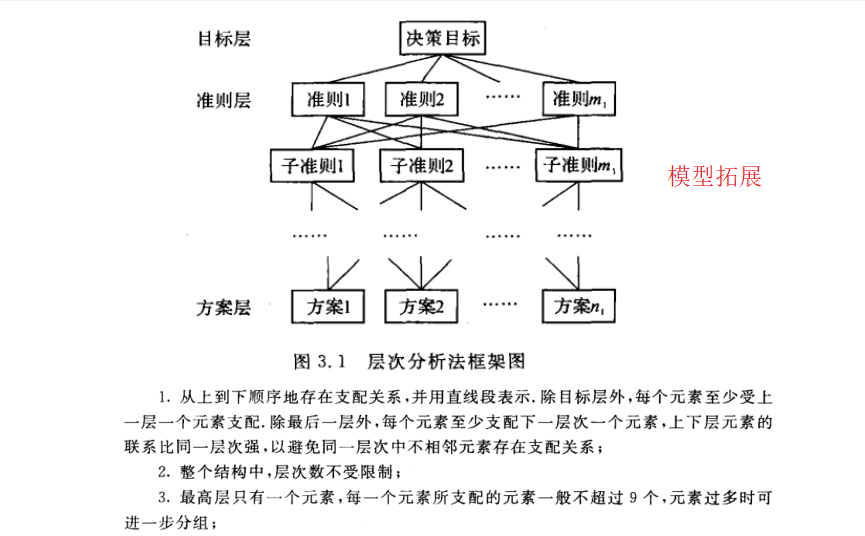 目标层 决策目标
准则层 准则1 准则2 …… 准则m₁
子准则1 子准则2 …… 子准则m₁
模型拓展
…… …… …… ……
方案层 方案1 方案2 …… 方案n₁
图 3.1 层次分析法框架图
1. 从上到下顺序地存在支配关系,并用直线段表示.除目标层外,每个元素至少受上
一层一个元素支配.除最后一层外,每个元素至少支配下一层次一个元素,上下层元素的
联系比同一层次强,以避免同一层次中不相邻元素存在支配关系;
2. 整个结构中,层次数不受限制;
3. 最高层只有一个元素,每一个元素所支配的元素一般不超过 9 个,元素过多时可
进一步分组;